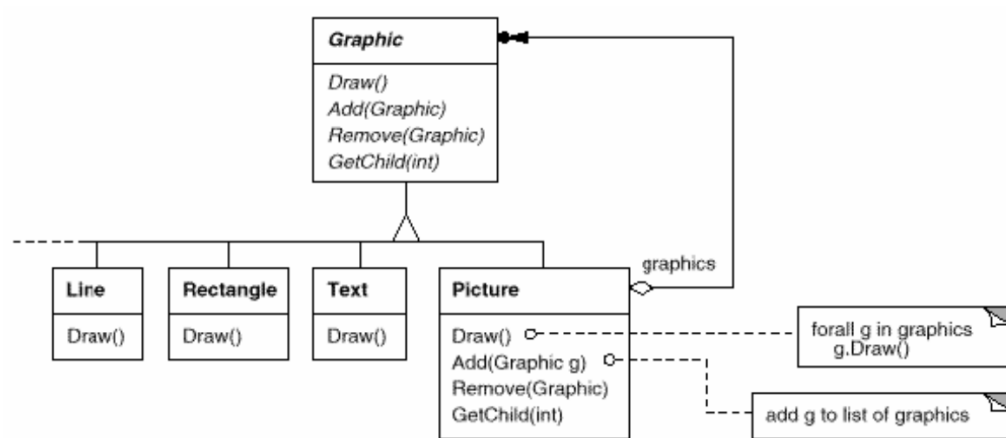 Graphic
Draw()
Add(Graphic)
Remove(Graphic)
GetChild(int)
graphics
Line
Draw()
Rectangle
Draw()
Text
Draw()
Picture
Draw()
Add(Graphic g)
Remove(Graphic)
GetChild(int)
forall g in graphics
g.Draw()
add g to list of graphics